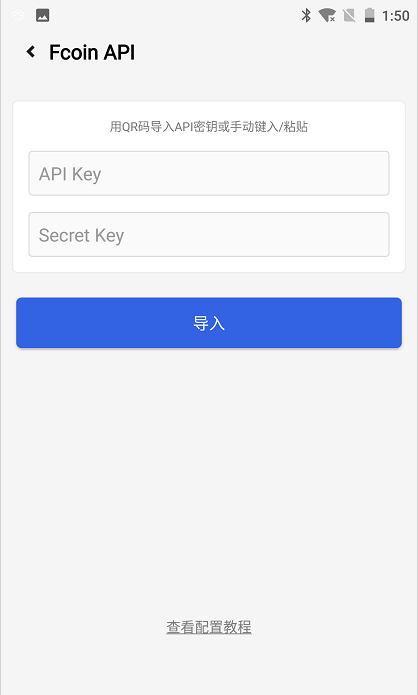 1:50
Fcoin API
用QR码导入API密钥或手动键入/粘贴
API Key
Secret Key
导入
查看配置教程